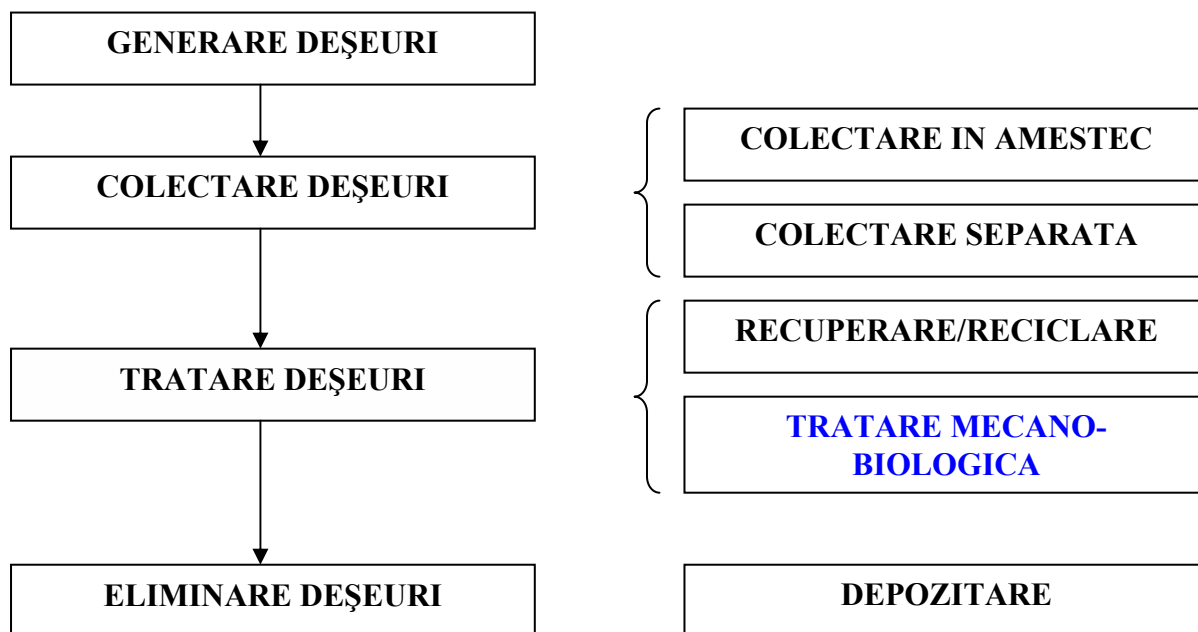 GENERARE DEŞEURI
COLECTARE IN AMESTEC
COLECTARE DEŞEURI
COLECTARE SEPARATA
RECUPERARE/RECICLARE
TRATARE DEŞEURI
TRATARE MECANO-
BIOLOGICA
ELIMINARE DEŞEURI
DEPOZITARE